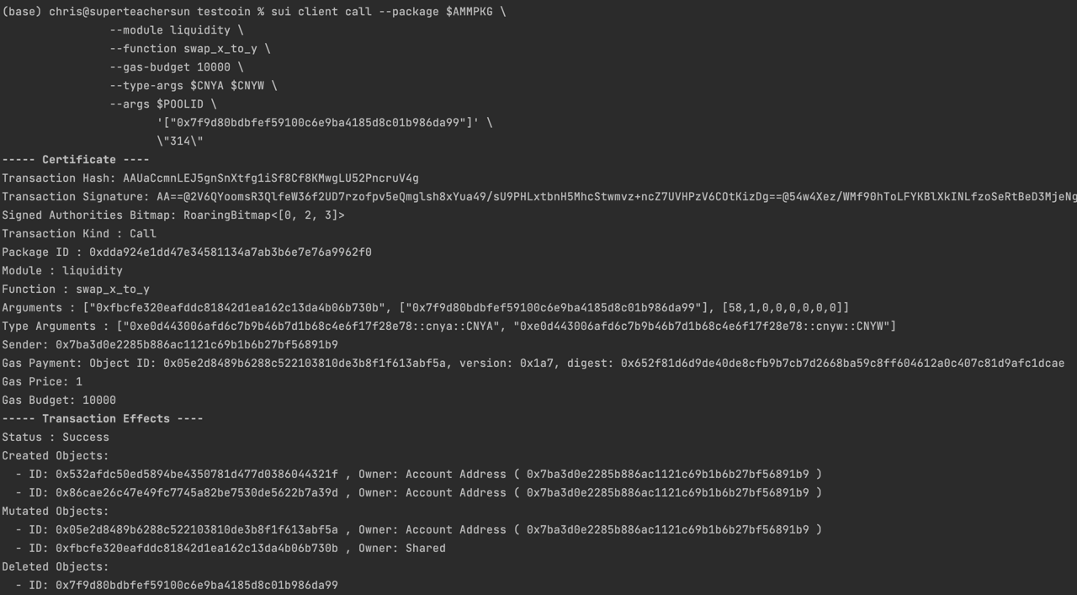 (base) chris@superteachersun testcoin % sui client call --package $AMMPKG \
--module liquidity \
--function swap_x_to_y \
--gas-budget 10000 \
--type-args $CNYA $CNYW \
--args $POOLID \
'["0x7f9d80bdbfef59100c6e9ba4185d8c01b986da99"]' \
\"314\"
----- Certificate ----
Transaction Hash: AAUaCcmnLEJ5gnSnXtfg1iSf8Cf8KMwgLU52PncruV4g
Transaction Signature: AA==@2V6QYoomsR3QlfeW36f2UD7rzofpv5eQmglsh8xYua49/sU9PHLxtbnH5MhcStwmvz+ncZ7UVHPzV6COtKizDg==@54w4Xez/WMf90hToLFYKBlXkINLfzoSeRtBeD3MjeNg
Signed Authorities Bitmap: RoaringBitmap<[0, 2, 3]>
Transaction Kind : Call
Package ID : 0xdda924e1dd47e34581134a7ab3b6e7e76a9962f0
Module : liquidity
Function : swap_x_to_y
Arguments : ["0xfbcfe320eafddc81842d1ea162c13da4b06b730b", ["0x7f9d80bdbfef59100c6e9ba4185d8c01b986da99"], [58,1,0,0,0,0,0,0]]
Type Arguments : ["0xe0d443006afd6c7b9b46b7d1b68c4e6f17f28e78::cnya::CNYA", "0xe0d443006afd6c7b9b46b7d1b68c4e6f17f28e78::cnyw::CNYW"]
Sender: 0x7ba3d0e2285b886ac1121c69b1b6b27bf56891b9
Gas Payment: Object ID: 0x05e2d8489b6288c522103810de3b8f1f613abf5a, version: 0x1a7, digest: 0x652f81d6d9de40de8cfb9b7cb7d2668ba59c8ff604612a0c407c81d9afc1dcae
Gas Price: 1
Gas Budget: 10000
----- Transaction Effects ----
Status : Success
Created Objects:
- ID: 0x532afdc50ed5894be4350781d477d0386044321f , Owner: Account Address ( 0x7ba3d0e2285b886ac1121c69b1b6b27bf56891b9 )
- ID: 0x86cae26c47e49fc7745a82be7530de5622b7a39d , Owner: Account Address ( 0x7ba3d0e2285b886ac1121c69b1b6b27bf56891b9 )
Mutated Objects:
- ID: 0x05e2d8489b6288c522103810de3b8f1f613abf5a , Owner: Account Address ( 0x7ba3d0e2285b886ac1121c69b1b6b27bf56891b9 )
- ID: 0xfbcfe320eafddc81842d1ea162c13da4b06b730b , Owner: Shared
Deleted Objects:
- ID: 0x7f9d80bdbfef59100c6e9ba4185d8c01b986da99